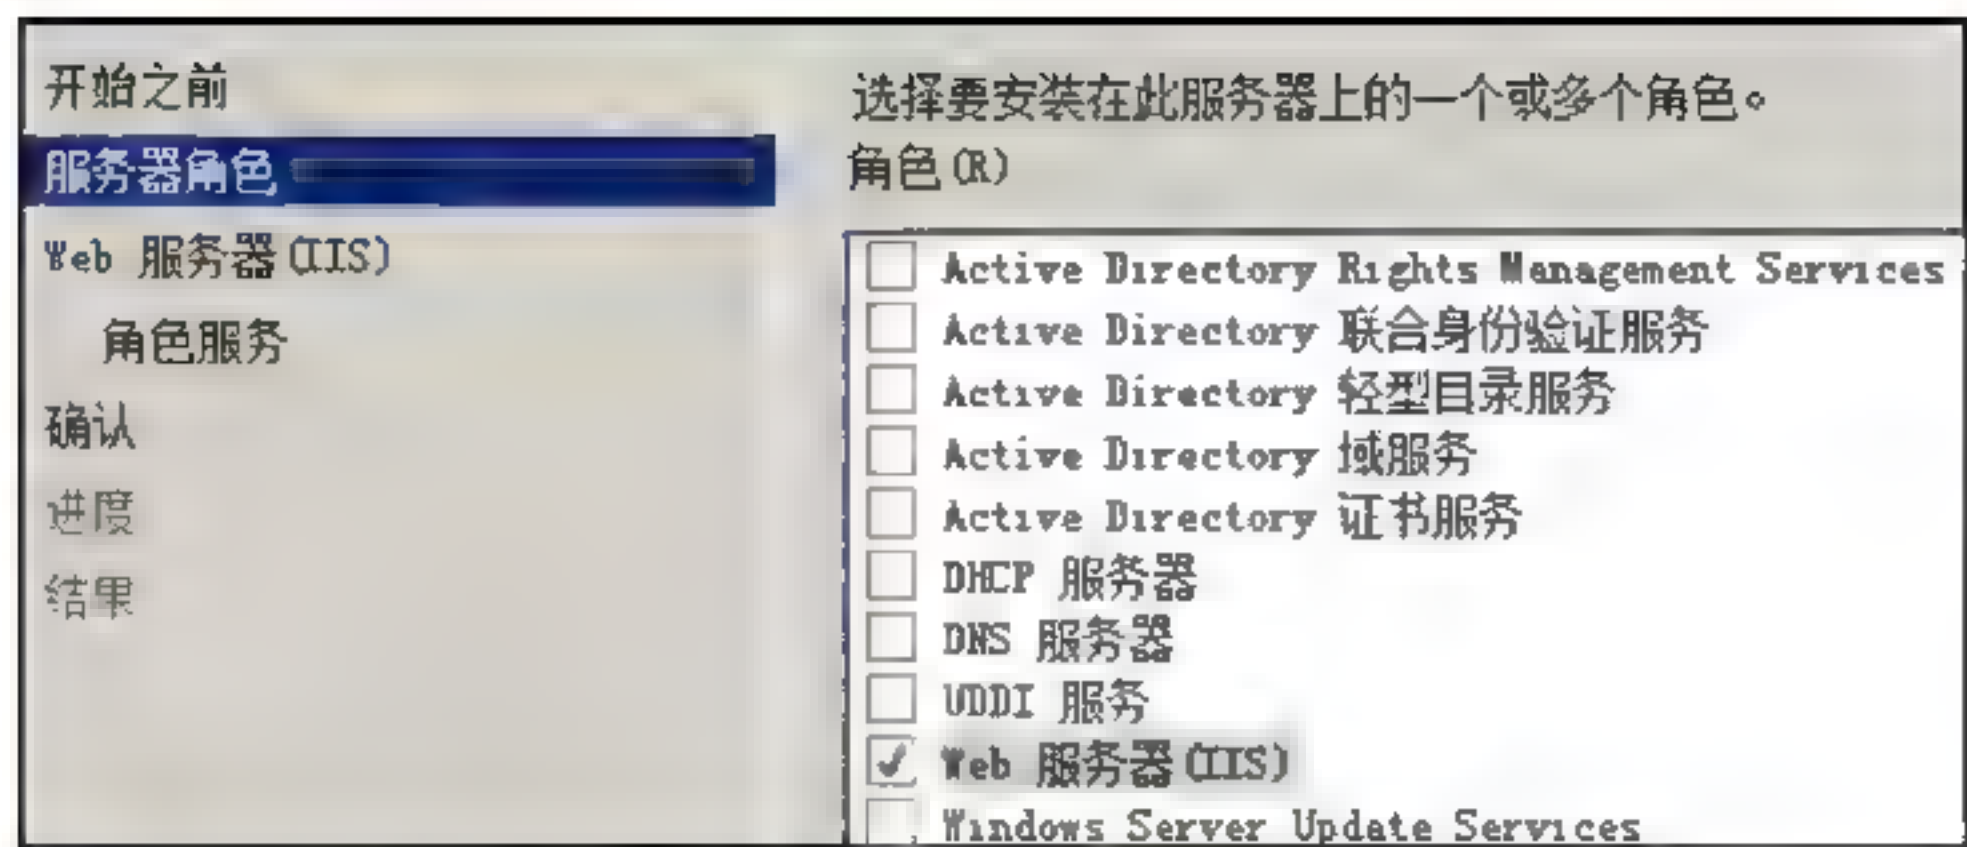 开始之前
服务器角色
Web 服务器(IIS)
角色服务
确认
进度
结果
选择要安装在此服务器上的一个或多个角色。
角色(R)
Active Directory Rights Management Services
Active Directory 联合身份验证服务
Active Directory 轻型目录服务
Active Directory 域服务
Active Directory 证书服务
DHCP 服务器
DNS 服务器
UDDI 服务
Web 服务器(IIS)
Windows Server Update Services